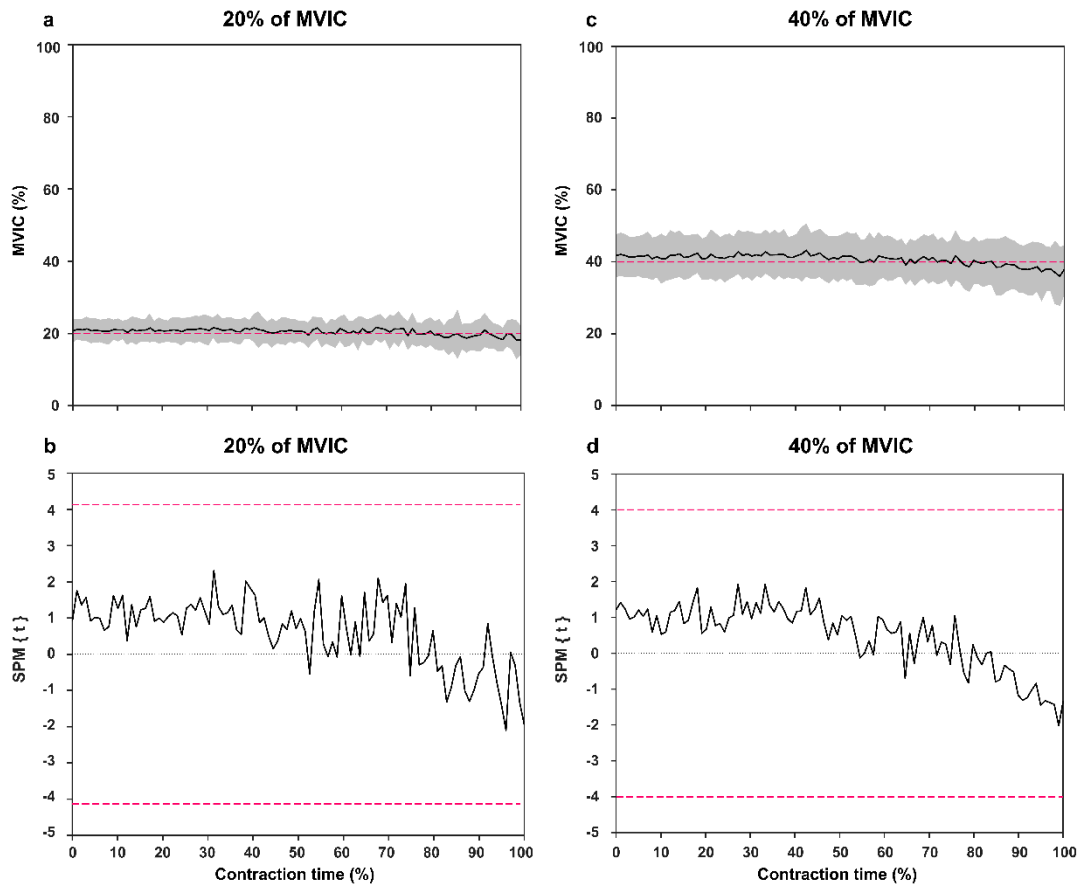 a
20% of MVIC
100
80
60
40
20
0
MVIC (%)
c
40% of MVIC
100
80
60
40
20
0
MVIC (%)
b
20% of MVIC
5
4
3
2
1
0
-1
-2
-3
-4
-5
SPM { t }
0 10 20 30 40 50 60 70 80 90 100
Contraction time (%)
d
40% of MVIC
5
4
3
2
1
0
-1
-2
-3
-4
-5
SPM { t }
0 10 20 30 40 50 60 70 80 90 100
Contraction time (%)